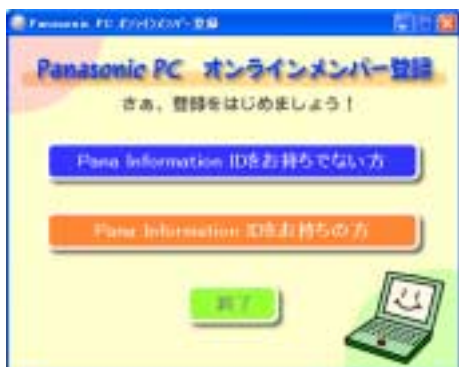 Panasonic PC オンラインメンバー登録
Panasonic PC オンラインメンバー登録
さぁ、登録をはじめましょう！
Pana Information IDをお持ちでない方
Pana Information IDをお持ちの方
終了